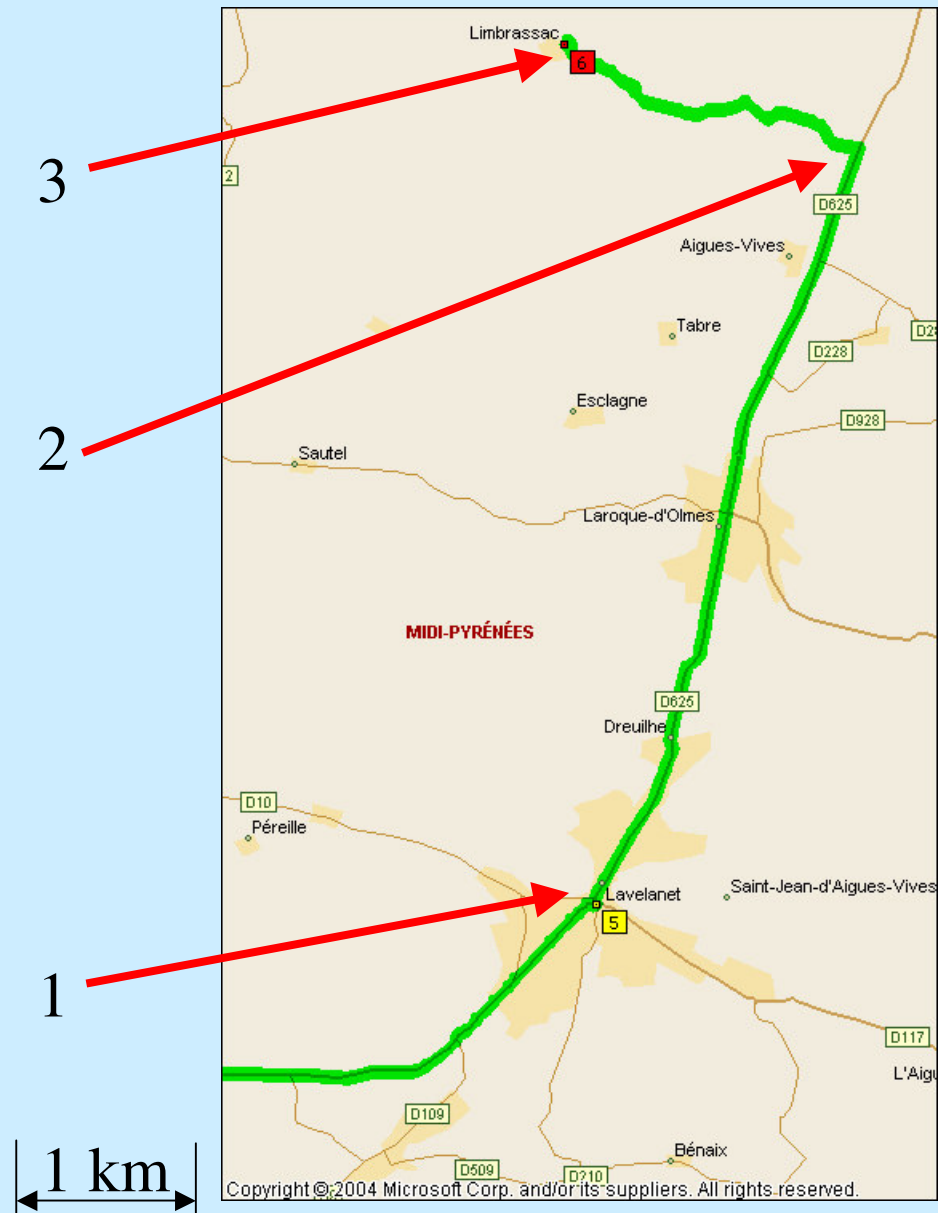 Limbrassac
6
3
2
D625
Aigues-Vives
Tabre
D228
Esclagne
D928
2
Sautel
Laroque-d'Olmes
MIDI-PYRÉNÉES
D625
Dreuilhe
D10
Péreille
Saint-Jean-d'Aigues-Vives
Lavelanet
5
1
D117
L'Aigu
D109
Bénaix
1 km
D509
D210
Copyright © 2004 Microsoft Corp. and/or its suppliers. All rights reserved.